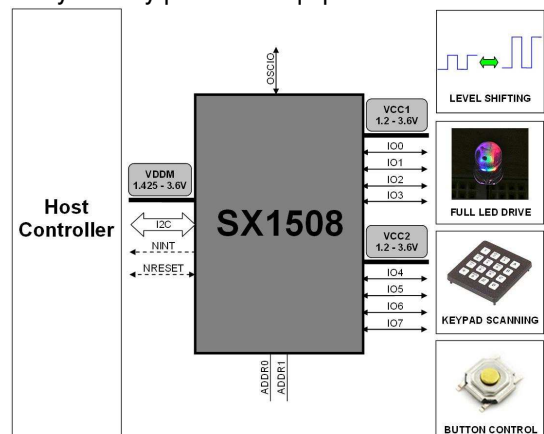 OSCIO
LEVEL SHIFTING
VCC1
1.2 - 3.6V
VDDM
1.425 - 3.6V
IO0
IO1
IO2
IO3
FULL LED DRIVE
Host
Controller
I2C
SX1508
NINT
NRESET
VCC2
1.2 - 3.6V
IO4
IO5
IO6
IO7
KEYPAD SCANNING
ADDR0
ADDR1
BUTTON CONTROL